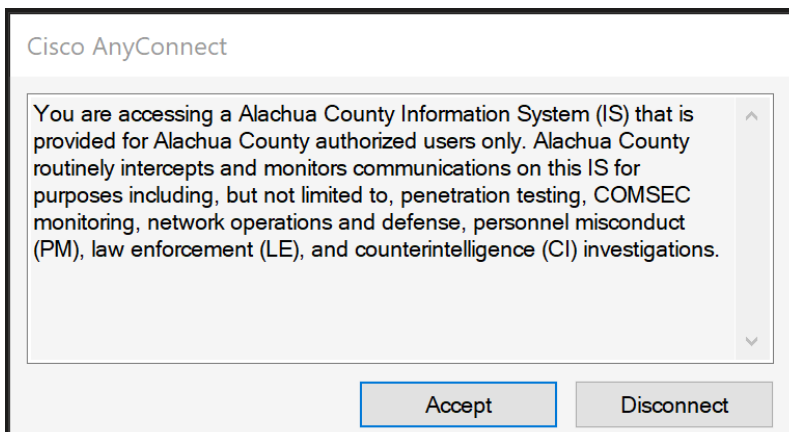 Cisco AnyConnect
You are accessing a Alachua County Information System (IS) that is
provided for Alachua County authorized users only. Alachua County
routinely intercepts and monitors communications on this IS for
purposes including, but not limited to, penetration testing, COMSEC
monitoring, network operations and defense, personnel misconduct
(PM), law enforcement (LE), and counterintelligence (CI) investigations.
Accept Disconnect